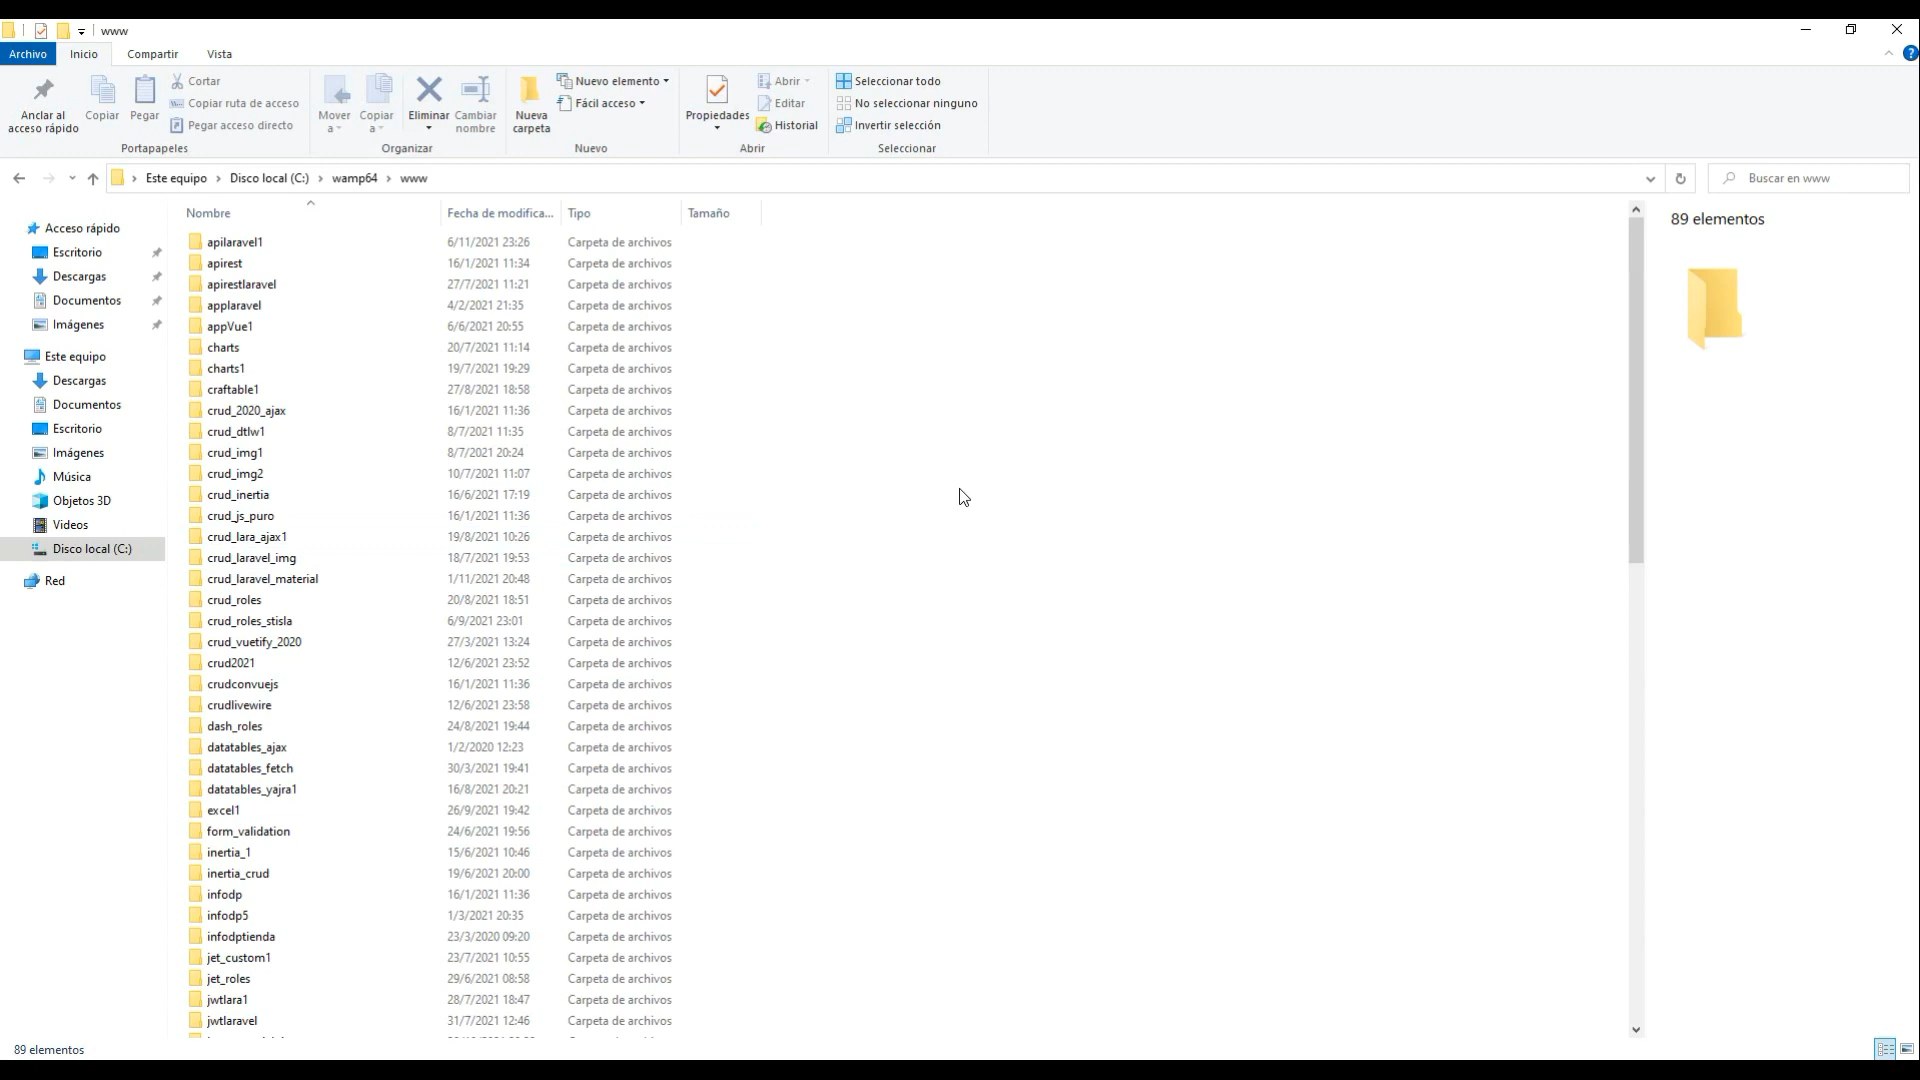 www
Archivo Inicio Compartir Vista
Anclar al acceso rápido
Copiar
Pegar
Cortar
Copiar ruta de acceso
Pegar acceso directo
Portapapeles
Mover a
Copiar a
Eliminar
Cambiar nombre
Organizar
Nueva carpeta
Nuevo elemento
Fácil acceso
Nuevo
Propiedades
Abrir
Editar
Historial
Abrir
Seleccionar todo
No seleccionar ninguno
Invertir selección
Seleccionar
Este equipo › Disco local (C:) › wamp64 › www
Buscar en www
Acceso rápido
Escritorio
Descargas
Documentos
Imágenes
Este equipo
Descargas
Documentos
Escritorio
Imágenes
Música
Objetos 3D
Videos
Disco local (C:)
Red
Nombre Fecha de modifica... Tipo Tamaño
apilaravel1 6/11/2021 23:26 Carpeta de archivos
apirest 16/1/2021 11:34 Carpeta de archivos
apirestlaravel 27/7/2021 11:21 Carpeta de archivos
applaravel 4/2/2021 21:35 Carpeta de archivos
appVue1 6/6/2021 20:55 Carpeta de archivos
charts 20/7/2021 11:14 Carpeta de archivos
charts1 19/7/2021 19:29 Carpeta de archivos
craftable1 27/8/2021 18:58 Carpeta de archivos
crud_2020_ajax 16/1/2021 11:36 Carpeta de archivos
crud_dtlw1 8/7/2021 11:35 Carpeta de archivos
crud_img1 8/7/2021 20:24 Carpeta de archivos
crud_img2 10/7/2021 11:07 Carpeta de archivos
crud_inertia 16/6/2021 17:19 Carpeta de archivos
crud_js_puro 16/1/2021 11:36 Carpeta de archivos
crud_lara_ajax1 19/8/2021 10:26 Carpeta de archivos
crud_laravel_img 18/7/2021 19:53 Carpeta de archivos
crud_laravel_material 1/11/2021 20:48 Carpeta de archivos
crud_roles 20/8/2021 18:51 Carpeta de archivos
crud_roles_stisla 6/9/2021 23:01 Carpeta de archivos
crud_vuetify_2020 27/3/2021 13:24 Carpeta de archivos
crud2021 12/6/2021 23:52 Carpeta de archivos
crudconvuejs 16/1/2021 11:36 Carpeta de archivos
crudlivewire 12/6/2021 23:58 Carpeta de archivos
dash_roles 24/8/2021 19:44 Carpeta de archivos
datatables_ajax 1/2/2020 12:23 Carpeta de archivos
datatables_fetch 30/3/2021 19:41 Carpeta de archivos
datatables_yajra1 16/8/2021 20:21 Carpeta de archivos
excel1 26/9/2021 19:42 Carpeta de archivos
form_validation 24/6/2021 19:56 Carpeta de archivos
inertia_1 15/6/2021 10:46 Carpeta de archivos
inertia_crud 19/6/2021 20:00 Carpeta de archivos
infodp 16/1/2021 11:36 Carpeta de archivos
infodp5 1/3/2021 20:35 Carpeta de archivos
infodptienda 23/3/2020 09:20 Carpeta de archivos
jet_custom1 23/7/2021 10:55 Carpeta de archivos
jet_roles 29/6/2021 08:58 Carpeta de archivos
jwtlara1 28/7/2021 18:47 Carpeta de archivos
jwtlaravel 31/7/2021 12:46 Carpeta de archivos
89 elementos
89 elementos